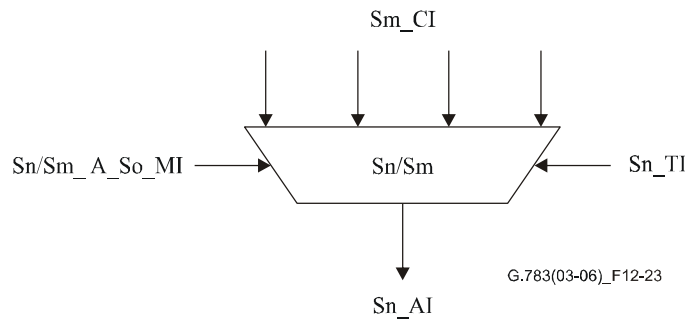 Sm_CI
Sn/Sm_A_So_MI
Sn/Sm
Sn_TI
G.783(03-06)_F12-23
Sn_AI